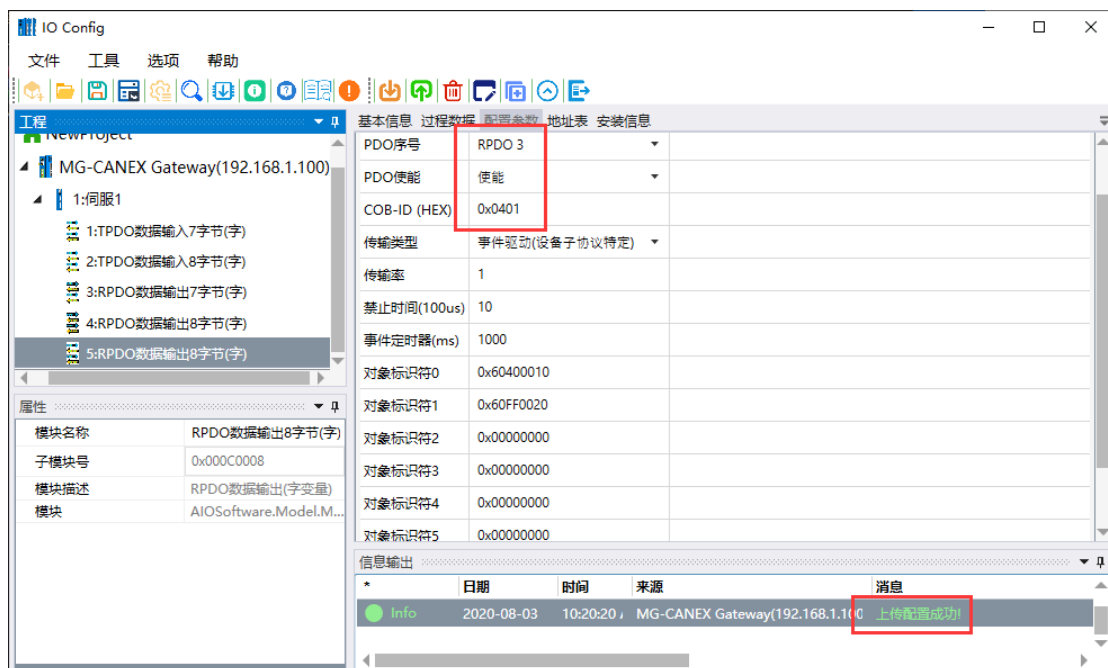 IO Config
文件 工具 选项 帮助
工程
NewProject
MG-CANEX Gateway(192.168.1.100)
1:伺服1
1:TPDO数据输入7字节(字)
2:TPDO数据输入8字节(字)
3:RPDO数据输出7字节(字)
4:RPDO数据输出8字节(字)
5:RPDO数据输出8字节(字)
属性
模块名称 RPDO数据输出8字节(字)
子模块号 0x000C0008
模块描述 RPDO数据输出(字变量)
模块 AIOSoftware.Model.M...
基本信息 过程数据 配置参数 地址表 安装信息
PDO序号 RPDO 3
PDO使能 使能
COB-ID (HEX) 0x0401
传输类型 事件驱动(设备子协议特定)
传输率 1
禁止时间(100us) 10
事件定时器(ms) 1000
对象标识符0 0x60400010
对象标识符1 0x60FF0020
对象标识符2 0x00000000
对象标识符3 0x00000000
对象标识符4 0x00000000
对象标识符5 0x00000000
信息输出
* 日期 时间 来源 消息
Info 2020-08-03 10:20:20 MG-CANEX Gateway(192.168.1.100 上传配置成功!